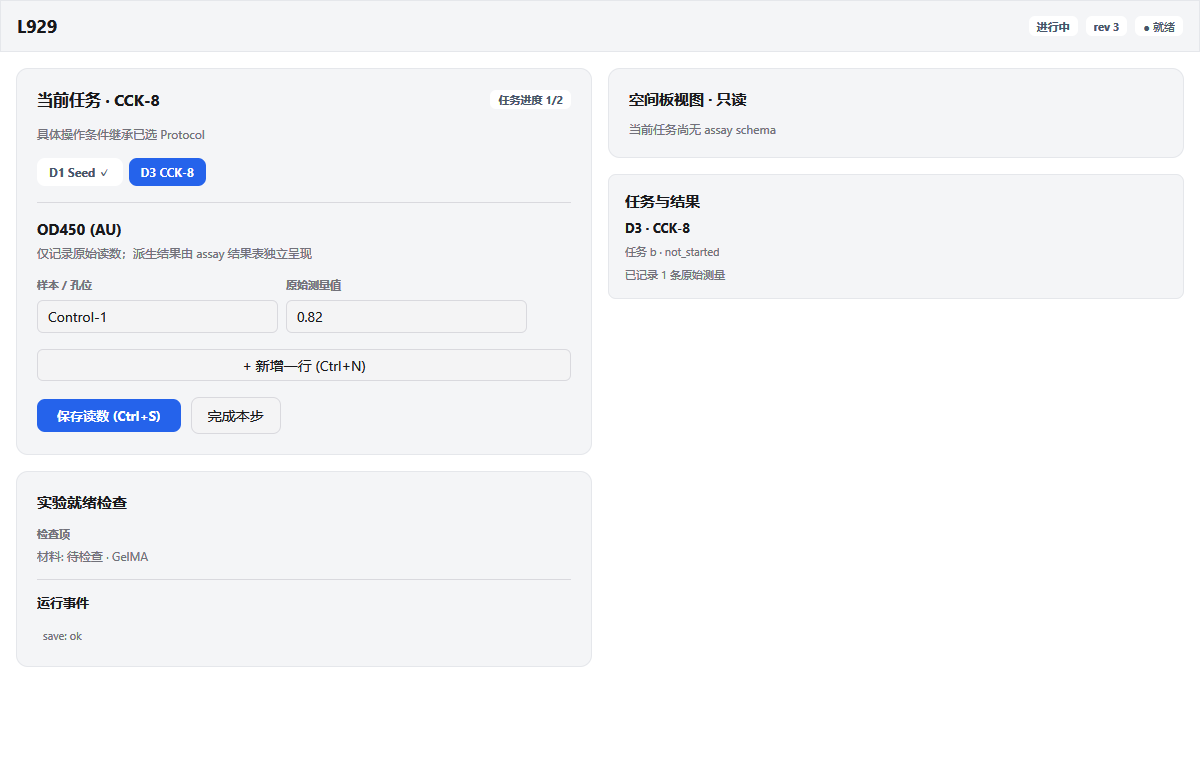 L929
进行中
rev 3
● 就绪
当前任务 · CCK-8
任务进度 1/2
具体操作条件继承已选 Protocol
D1 Seed ✓
D3 CCK-8
OD450 (AU)
仅记录原始读数；派生结果由 assay 结果表独立呈现
样本 / 孔位
原始测量值
Control-1
0.82
+ 新增一行 (Ctrl+N)
保存读数 (Ctrl+S)
完成本步
实验就绪检查
检查项
材料: 待检查 · GelMA
运行事件
save: ok
空间板视图 · 只读
当前任务尚无 assay schema
任务与结果
D3 · CCK-8
任务 b · not_started
已记录 1 条原始测量